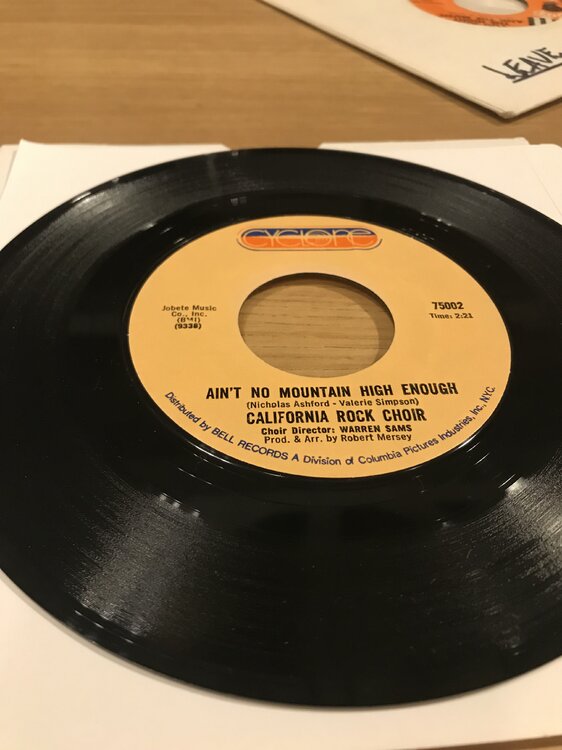 LEAVE
CYCLONE
Jobete Music
Co., Inc.
(BMI)
(9336)
75002
Time: 2:21
AIN'T NO MOUNTAIN HIGH ENOUGH
(Nicholas Ashford - Valerie Simpson)
CALIFORNIA ROCK CHOIR
Choir Director: WARREN SAMS
Prod. & Arr. by Robert Mersey
Distributed by BELL RECORDS A Division of Columbia Pictures Industries, Inc., NYC.